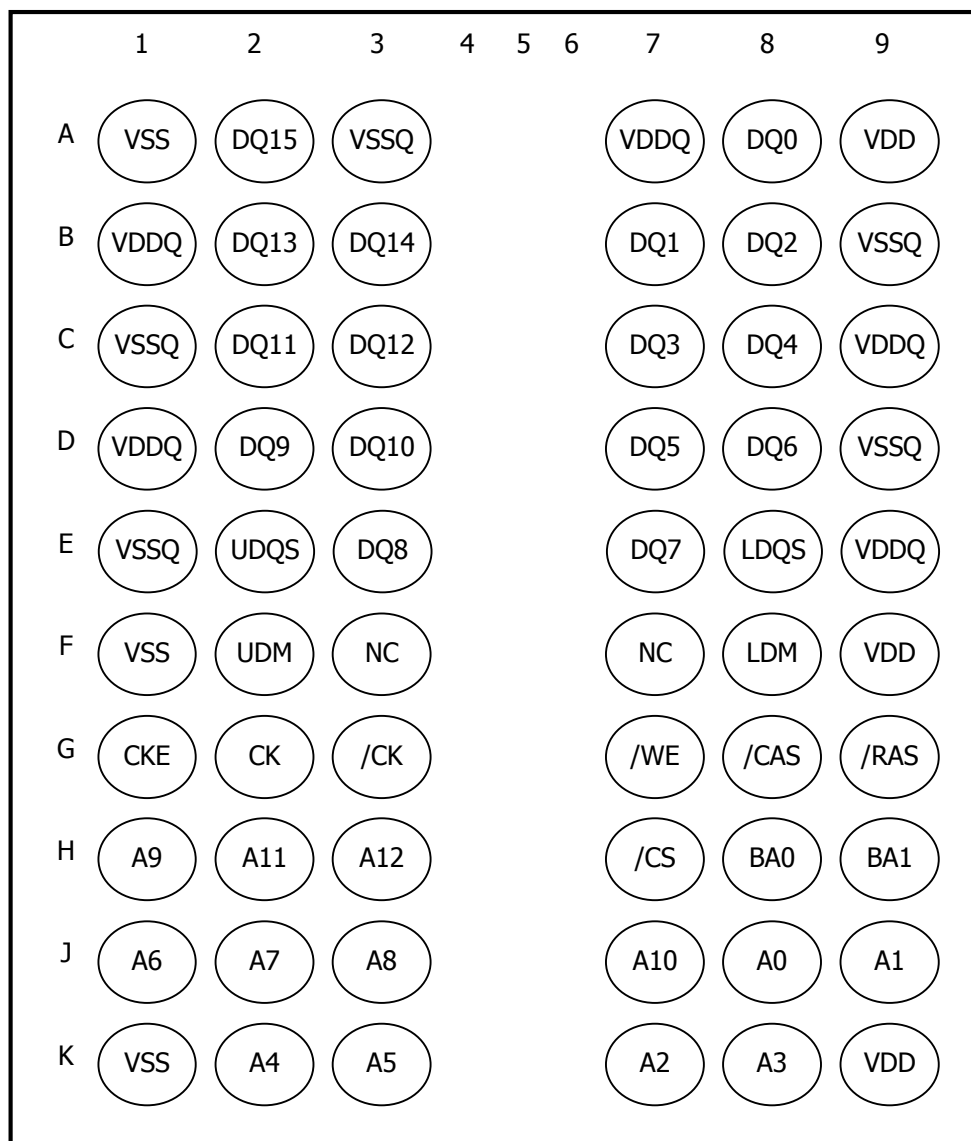 1 2 3 4 5 6 7 8 9
A VSS DQ15 VSSQ VDDQ DQ0 VDD
B VDDQ DQ13 DQ14 DQ1 DQ2 VSSQ
C VSSQ DQ11 DQ12 DQ3 DQ4 VDDQ
D VDDQ DQ9 DQ10 DQ5 DQ6 VSSQ
E VSSQ UDQS DQ8 DQ7 LDQS VDDQ
F VSS UDM NC NC LDM VDD
G CKE CK /CK /WE /CAS /RAS
H A9 A11 A12 /CS BA0 BA1
J A6 A7 A8 A10 A0 A1
K VSS A4 A5 A2 A3 VDD